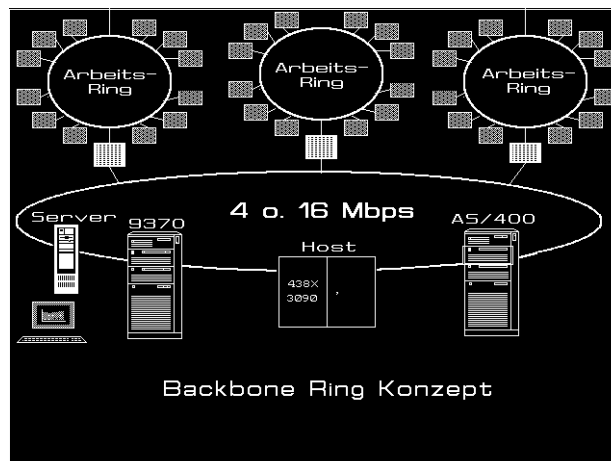 Arbeits-
Ring
Arbeits-
Ring
Arbeits-
Ring
4 o. 16 Mbps
Server
9370
AS/400
Host
438X
3090
,
Backbone Ring Konzept